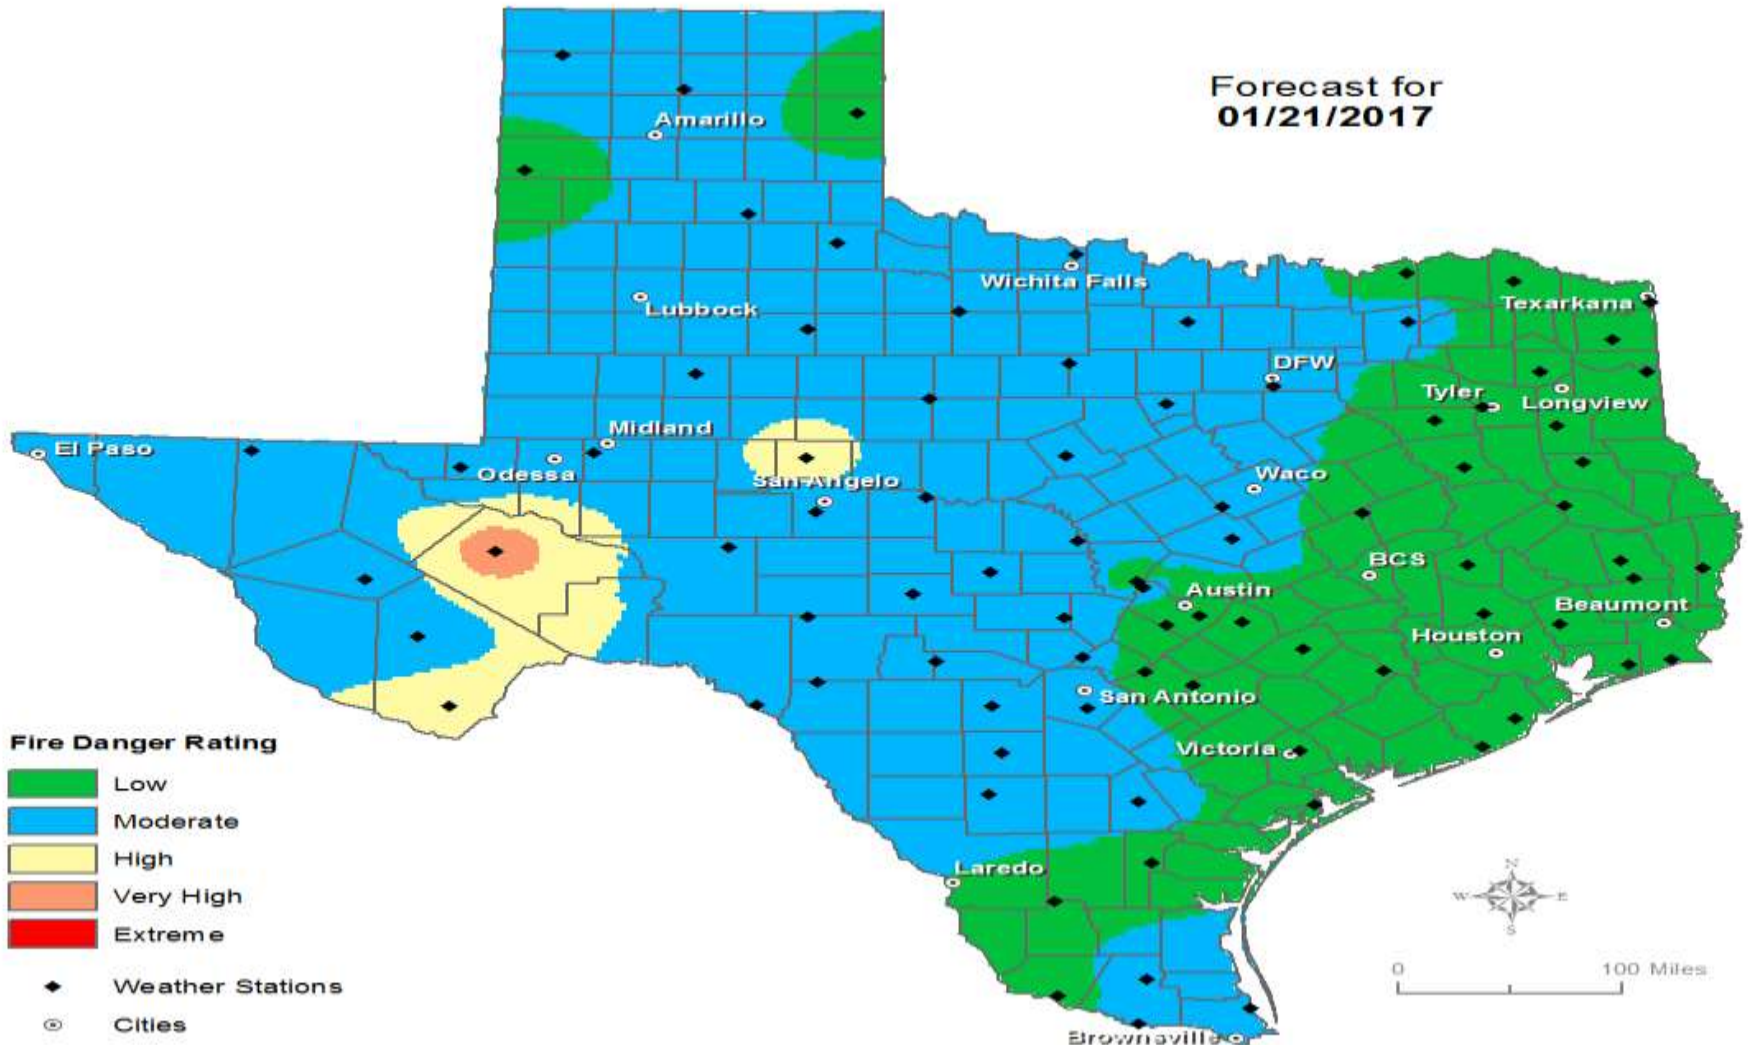 Forecast for
01/21/2017
Amarillo
Wichita Falls
Lubbock
Texarkana
DFW
Tyler
Longview
Midland
El Paso
Odessa
San Angelo
Waco
BCS
Austin
Beaumont
Houston
San Antonio
Victoria
Laredo
Brownsville
Fire Danger Rating
Low
Moderate
High
Very High
Extreme
Weather Stations
Cities
N
W E
S
0 100 Miles